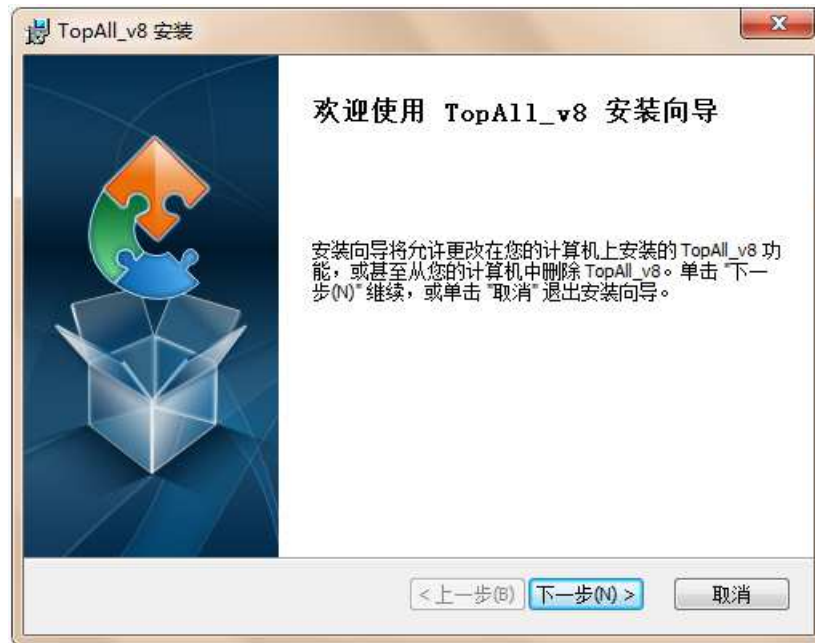 TopAll_v8 安装
欢迎使用 TopAll_v8 安装向导
安装向导将允许更改在您的计算机上安装的 TopAll_v8 功
能，或甚至从您的计算机中删除 TopAll_v8。单击 "下一
步(N)" 继续，或单击 "取消" 退出安装向导。
<上一步(B) 下一步(N) > 取消